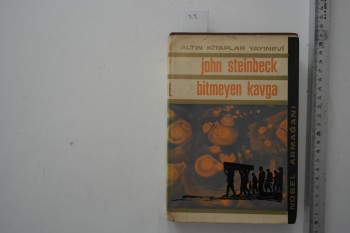 ALTIN KİTAPLAR YAYINEVİ
john steinbeck
bitmeyen kavga
NOBEL ARMAĞANI